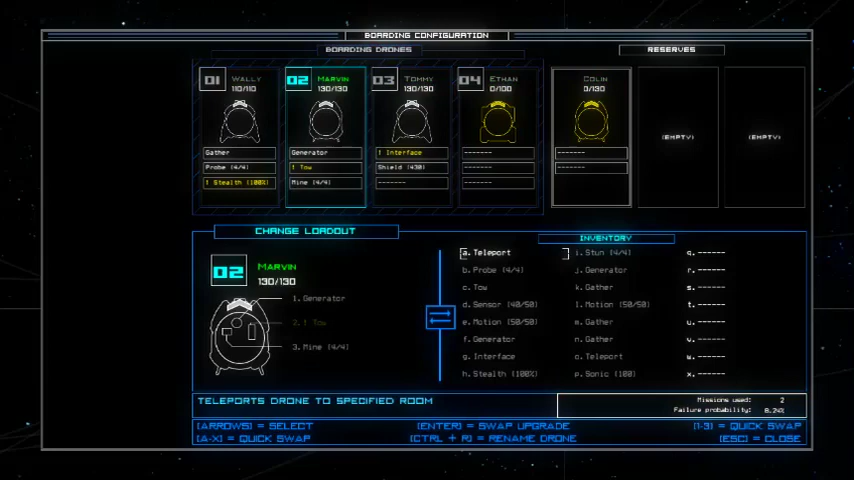 BOARDING CONFIGURATION
BOARDING DRONES
RESERVES
01 WALLY 110/110
02 MARVIN 130/130
03 TOMMY 130/130
04 ETHAN 0/100
COLIN 0/130
(EMPTY)
(EMPTY)
Gather
Probe (4/4)
! Stealth (100%)
Generator
! Tow
Mine (4/4)
! Interface
Shield (430)
-------
-------
-------
-------
-------
-------
CHANGE LOADOUT
INVENTORY
02 MARVIN
130/130
1. Generator
2. ! Tow
3. Mine (4/4)
a. Teleport
b. Probe (4/4)
c. Tow
d. Sensor (40/50)
e. Motion (50/50)
f. Generator
g. Interface
h. Stealth (100%)
i. Stun (4/4)
j. Generator
k. Gather
l. Motion (50/50)
m. Gather
n. Gather
o. Teleport
p. Sonic (100)
q. ------
r. ------
s. ------
t. ------
u. ------
v. ------
w. ------
x. ------
TELEPORTS DRONE TO SPECIFIED ROOM
Missions used: 2
Failure probability: 8.2%
(ARROWS) = SELECT (ENTER) = SWAP UPGRADE (1-3) = QUICK SWAP
(A-X) = QUICK SWAP (CTRL + R) = RENAME DRONE (ESC) = CLOSE